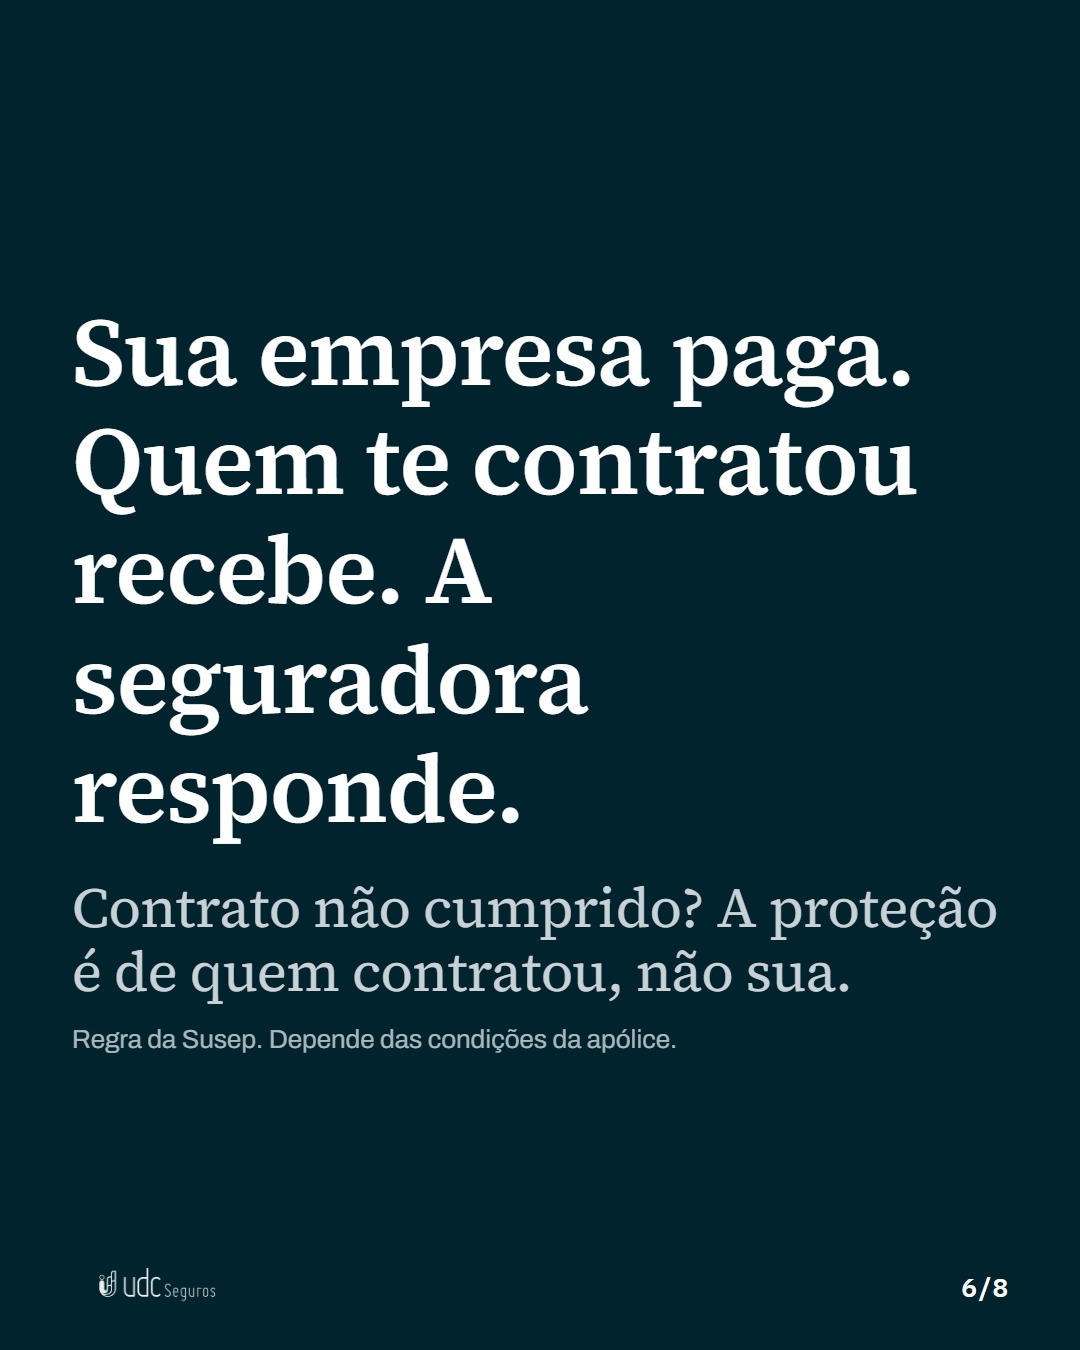 Sua empresa paga.
Quem te contratou
recebe. A
seguradora
responde.
Contrato não cumprido? A proteção
é de quem contratou, não sua.
Regra da Susep. Depende das condições da apólice.
udc Seguros
6/8